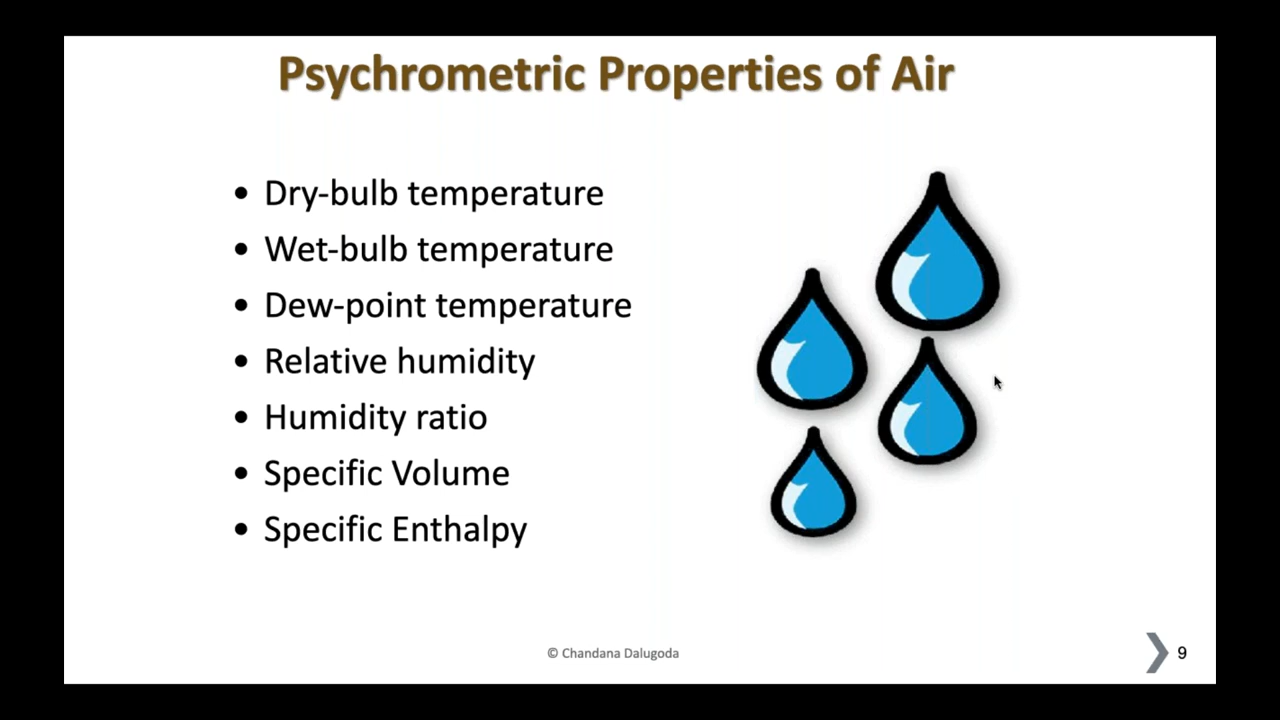 Psychrometric Properties of Air
• Dry-bulb temperature
• Wet-bulb temperature
• Dew-point temperature
• Relative humidity
• Humidity ratio
• Specific Volume
• Specific Enthalpy
© Chandana Dalugoda
9